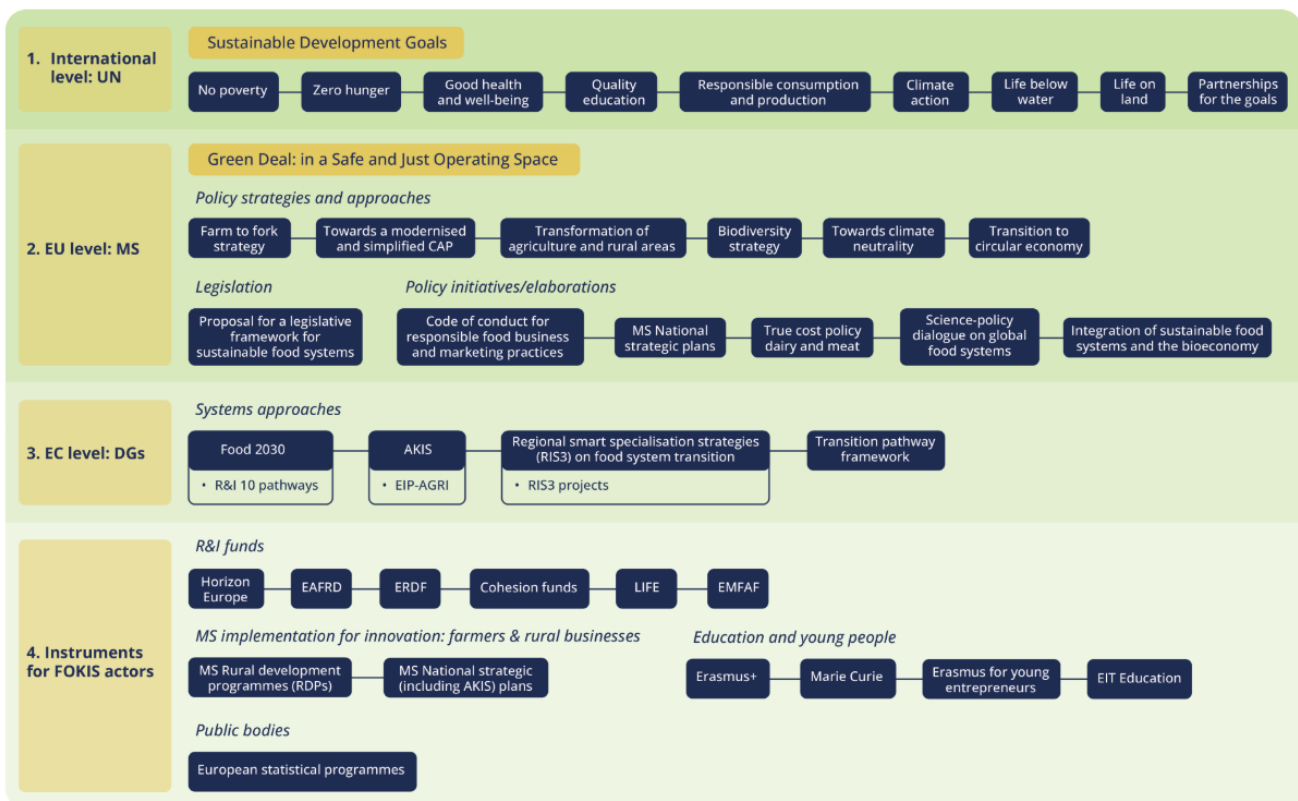 1. International
level: UN
Sustainable Development Goals
No poverty
Zero hunger
Good health
and well-being
Quality
education
Responsible consumption
and production
Climate
action
Life below
water
Life on
land
Partnerships
for the goals
2. EU level: MS
Green Deal: in a Safe and Just Operating Space
Policy strategies and approaches
Farm to fork
strategy
Towards a modernised
and simplified CAP
Transformation of
agriculture and rural areas
Biodiversity
strategy
Towards climate
neutrality
Transition to
circular economy
Legislation
Proposal for a legislative
framework for
sustainable food systems
Policy initiatives/elaborations
Code of conduct for
responsible food business
and marketing practices
MS National
strategic plans
True cost policy
dairy and meat
Science-policy
dialogue on global
food systems
Integration of sustainable food
systems and the bioeconomy
3. EC level: DGs
Systems approaches
Food 2030
• R&I 10 pathways
AKIS
• EIP-AGRI
Regional smart specialisation strategies
(RIS3) on food system transition
• RIS3 projects
Transition pathway
framework
4. Instruments
for FOKIS actors
R&I funds
Horizon
Europe
EAFRD
ERDF
Cohesion funds
LIFE
EMFAF
MS implementation for innovation: farmers & rural businesses
MS Rural development
programmes (RDPs)
MS National strategic
(including AKIS) plans
Education and young people
Erasmus+
Marie Curie
Erasmus for young
entrepreneurs
EIT Education
Public bodies
European statistical programmes